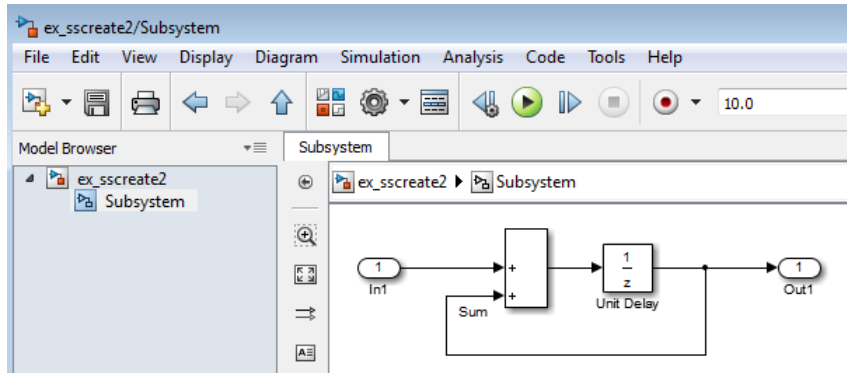 ex_sscreate2/Subsystem
File Edit View Display Diagram Simulation Analysis Code Tools Help
10.0
Model Browser
Subsystem
ex_sscreate2
Subsystem
ex_sscreate2 Subsystem
1
In1
+
+
Sum
1
z
Unit Delay
1
Out1
A